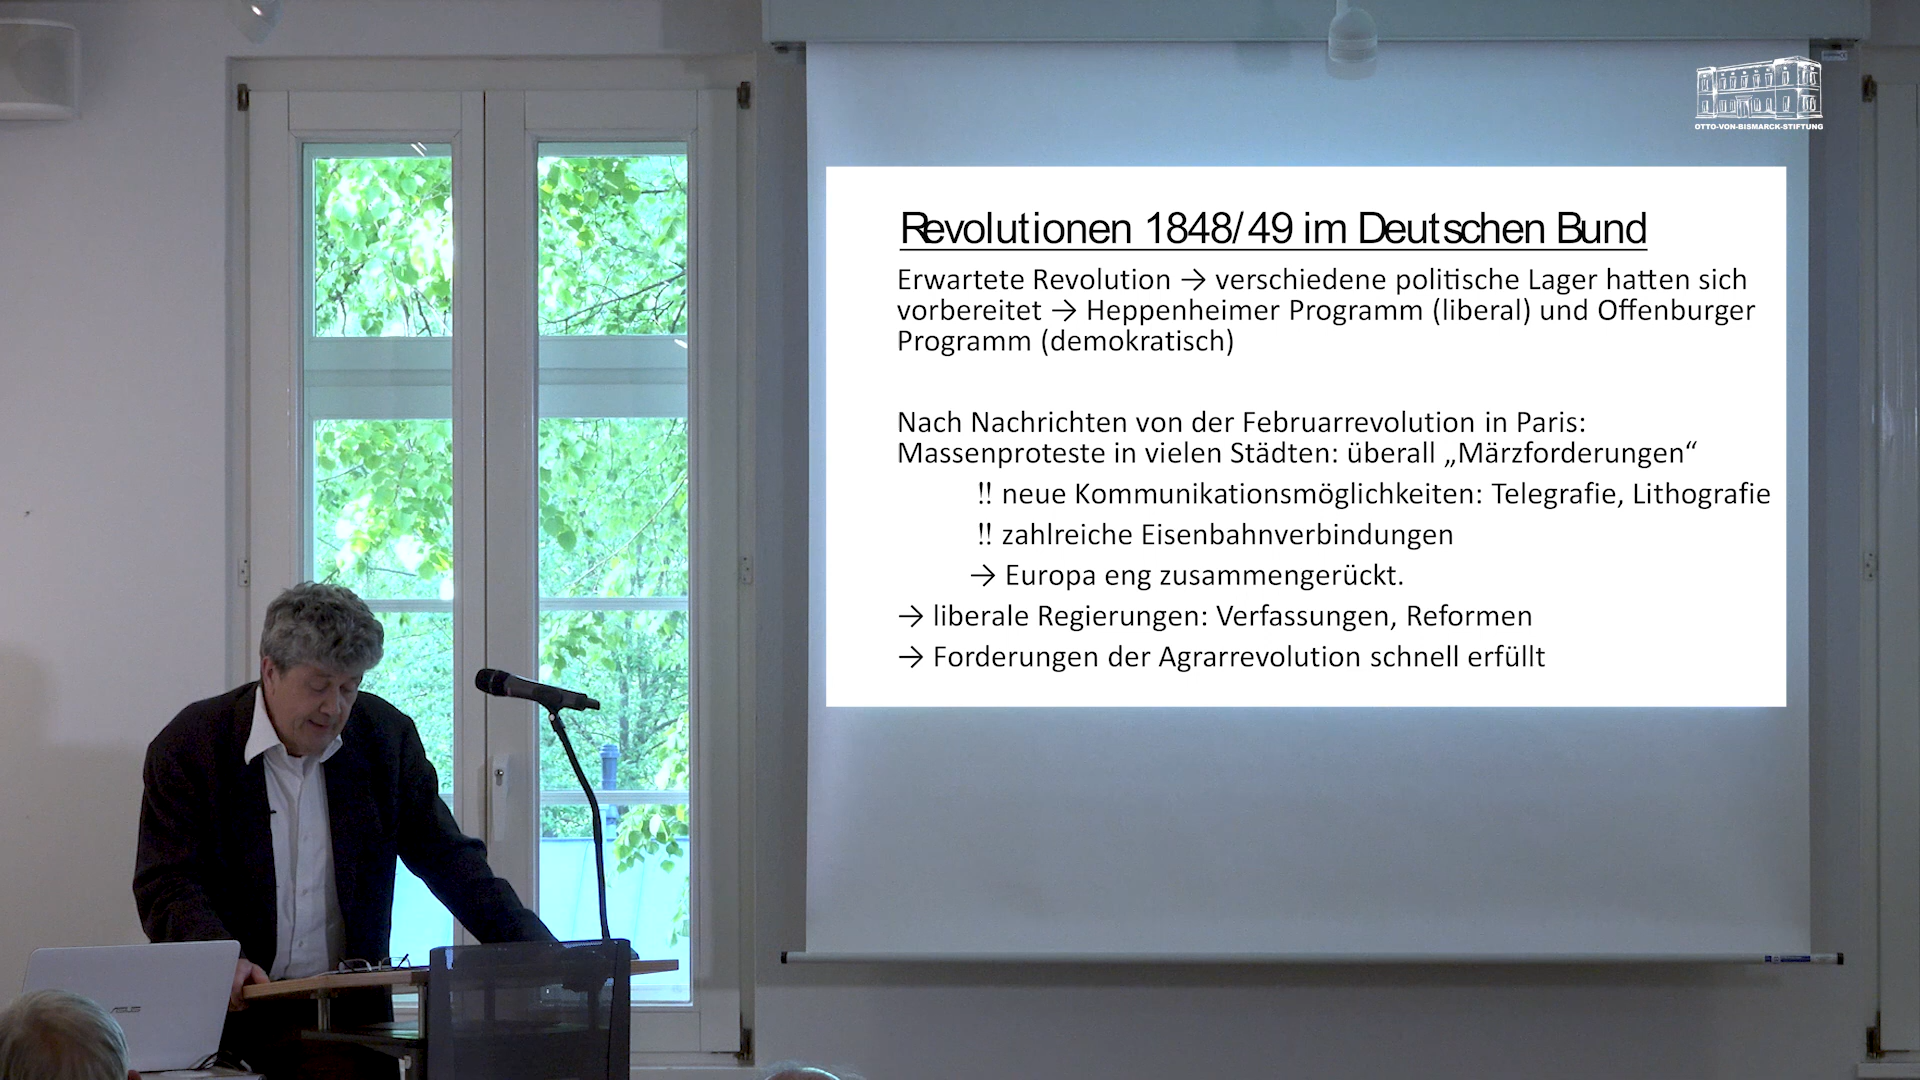 OTTO-VON-BISMARCK-STIFTUNG
Revolutionen 1848/49 im Deutschen Bund
Erwartete Revolution → verschiedene politische Lager hatten sich
vorbereitet → Heppenheimer Programm (liberal) und Offenburger
Programm (demokratisch)
Nach Nachrichten von der Februarrevolution in Paris:
Massenproteste in vielen Städten: überall „Märzforderungen“
!! neue Kommunikationsmöglichkeiten: Telegrafie, Lithografie
!! zahlreiche Eisenbahnverbindungen
→ Europa eng zusammengerückt.
→ liberale Regierungen: Verfassungen, Reformen
→ Forderungen der Agrarrevolution schnell erfüllt
ASUS